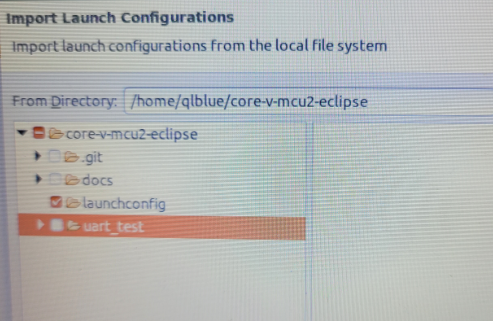 Import Launch Configurations
Import launch configurations from the local file system
From Directory: /home/qlblue/core-v-mcu2-eclipse
core-v-mcu2-eclipse
.git
docs
launchconfig
uart_test